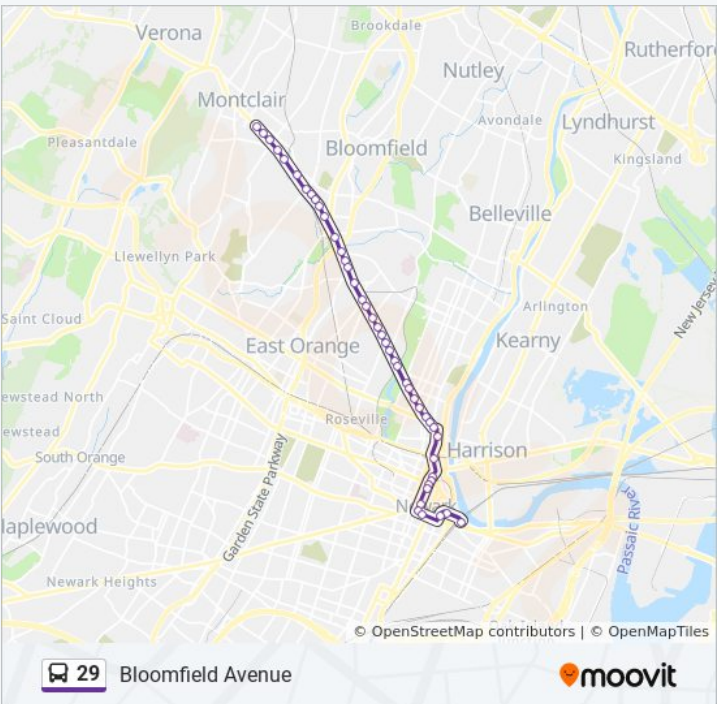 Verona
Brookdale
Rutherford
Nutley
Montclair
Avondale
Lyndhurst
Pleasantdale
Bloomfield
Kingsland
Belleville
Llewellyn Park
Arlington
New Jersey
Saint Cloud
Kearny
East Orange
ewstead North
Roseville
ewstead
South Orange
Harrison
Garden State Parkway
Newark
Passaic River
laplewood
Newark Heights
© OpenStreetMap contributors | © OpenMapTiles
29 Bloomfield Avenue
moovit